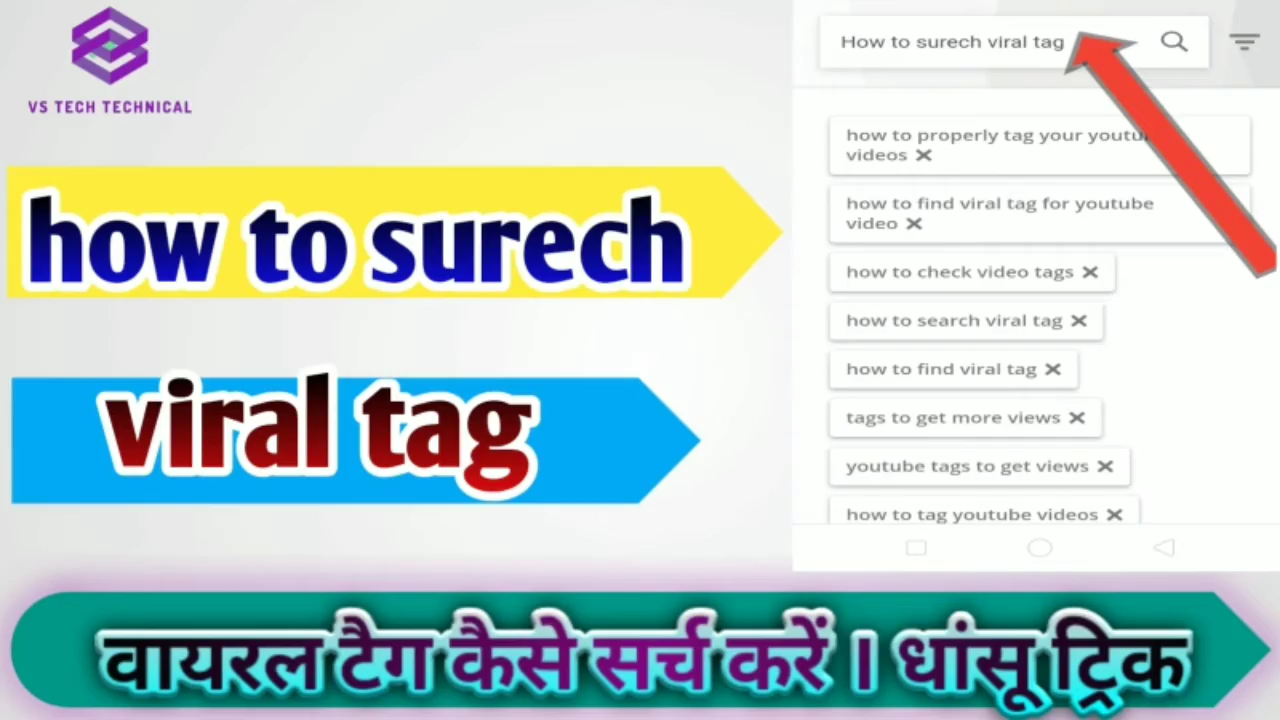 VS TECH TECHNICAL
how to surech
viral tag
How to surech viral tag
how to properly tag your
videos ×
how to find viral tag for youtube
video ×
how to check video tags ×
how to search viral tag ×
how to find viral tag ×
tags to get more views ×
youtube tags to get views ×
how to tag youtube videos ×
वायरल टैग कैसे सर्च करें । धांसू ट्रिक